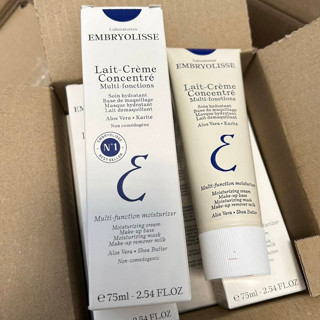 Laboratoires
EMBRYOLISSE
Lait-Crème
Concentré
Multi-fonctions
Soin hydratant
Base de maquillage
Masque hydratant
Lait démaquillant
Aloe Vera • Karité
Non comédogène
N°1
BEST-SELLER
Multi-function moisturizer
Moisturizing cream
Make-up base
Moisturizing mask
Make-up remover milk
Aloe Vera • Shea Butter
Non-comedogenic
℮ 75ml - 2.54 FL.OZ
EMBRYOLISSE
Lait-Crème
Concentré
Multi-fonctions
Soin hydratant
Base de maquillage
Masque hydratant
Lait démaquillant
Aloe Vera • Karité
Multi-function moisturizer
Moisturizing cream
Make-up base
Moisturizing mask
Make-up remover milk
Aloe Vera • Shea Butter
℮ 75ml - 2.54 FL.OZ